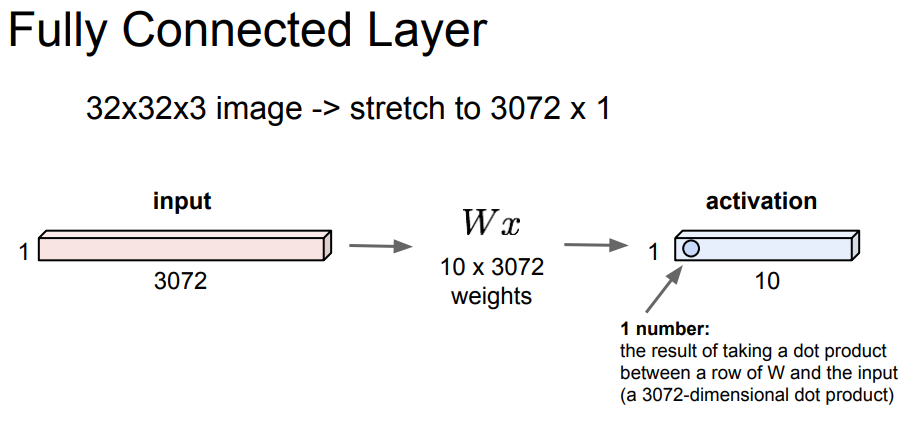 Fully Connected Layer
32x32x3 image -> stretch to 3072 x 1
input
1
3072
Wx
10 x 3072
weights
activation
1
10
1 number:
the result of taking a dot product
between a row of W and the input
(a 3072-dimensional dot product)